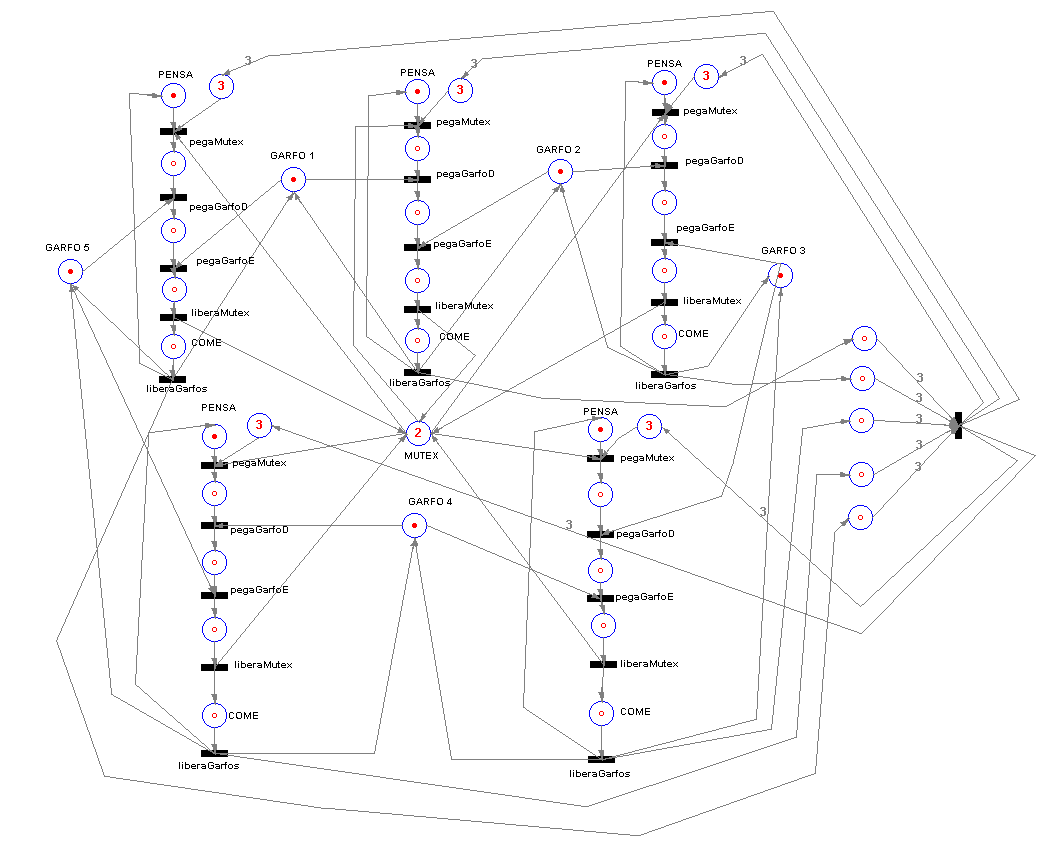 3
3
3
PENSA
3
PENSA
3
PENSA
3
pegaMutex
pegaMutex
pegaMutex
GARFO 1
GARFO 2
pegaGarfoD
pegaGarfoD
pegaGarfoD
GARFO 5
pegaGarfoE
pegaGarfoE
pegaGarfoE
GARFO 3
liberaMutex
liberaMutex
liberaMutex
COME
COME
COME
liberaGarfos
liberaGarfos
liberaGarfos
3
3
3
3
3
PENSA
3
2
MUTEX
PENSA
3
pegaMutex
pegaMutex
GARFO 4
3
3
pegaGarfoD
pegaGarfoD
pegaGarfoE
pegaGarfoE
liberaMutex
liberaMutex
COME
COME
liberaGarfos
liberaGarfos